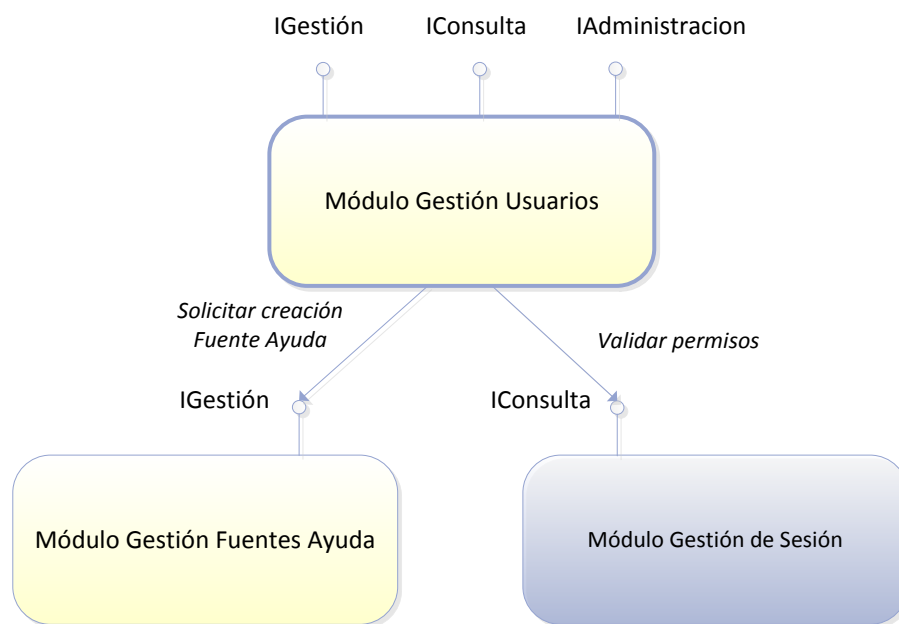 IGestión IConsulta IAdministracion
Módulo Gestión Usuarios
Solicitar creación
Fuente Ayuda
Validar permisos
IGestión
IConsulta
Módulo Gestión Fuentes Ayuda
Módulo Gestión de Sesión